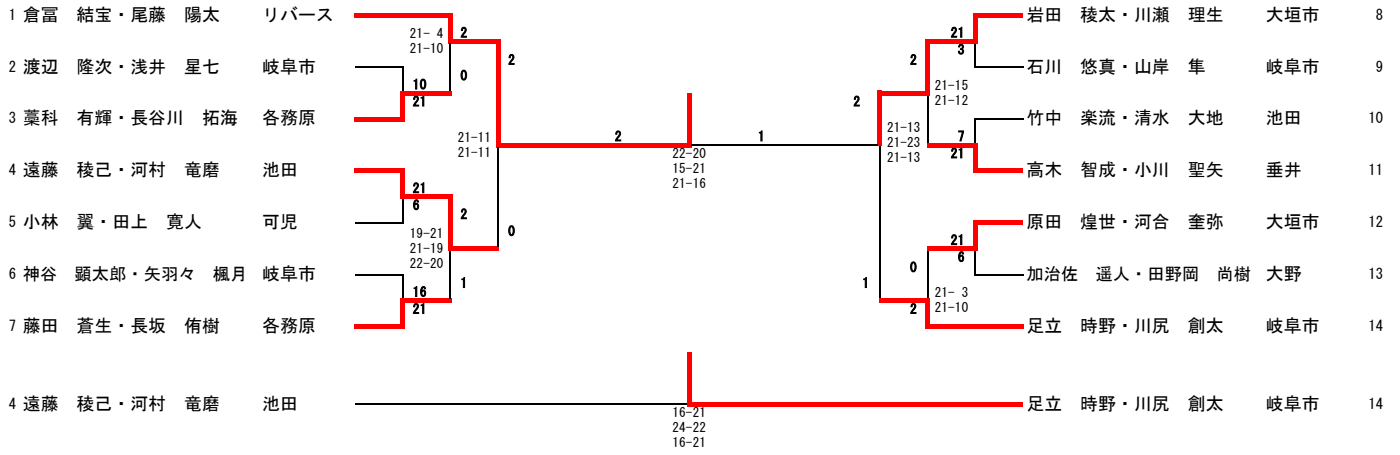 1 倉冨　結宝・尾藤　陽太　リバース
岩田　稜太・川瀬　理生　大垣市 8
21- 4
21-10
2
0
2
21
3
2
2 渡辺　隆次・浅井　星七　岐阜市
石川　悠真・山岸　隼　岐阜市 9
10
21
21-15
21-12
2
3 藁科　有輝・長谷川　拓海　各務原
竹中　楽流・清水　大地　池田 10
21-11
21-11
2
22-20
15-21
21-16
1
21-13
21-23
21-13
7
21
4 遠藤　稜己・河村　竜磨　池田
高木　智成・小川　聖矢　垂井 11
21
6
2
0
5 小林　翼・田上　寛人　可児
原田　煌世・河合　奎弥　大垣市 12
19-21
21-19
22-20
21
6
0
6 神谷　顕太郎・矢羽々　楓月　岐阜市
加治佐　遥人・田野岡　尚樹　大野 13
16
21
1
1
21- 3
21-10
2
7 藤田　蒼生・長坂　侑樹　各務原
足立　時野・川尻　創太　岐阜市 14
4 遠藤　稜己・河村　竜磨　池田
足立　時野・川尻　創太　岐阜市 14
16-21
24-22
16-21